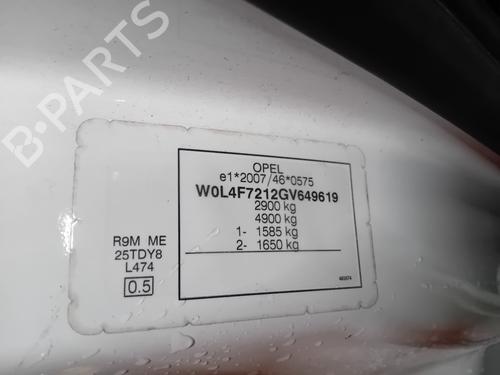 B-PARTS
OPEL
e1*2007/46*0575
W0L4F7212GV649619
2900 kg
4900 kg
1- 1585 kg
2- 1650 kg
R9M ME
25TDY8
L474
0.5